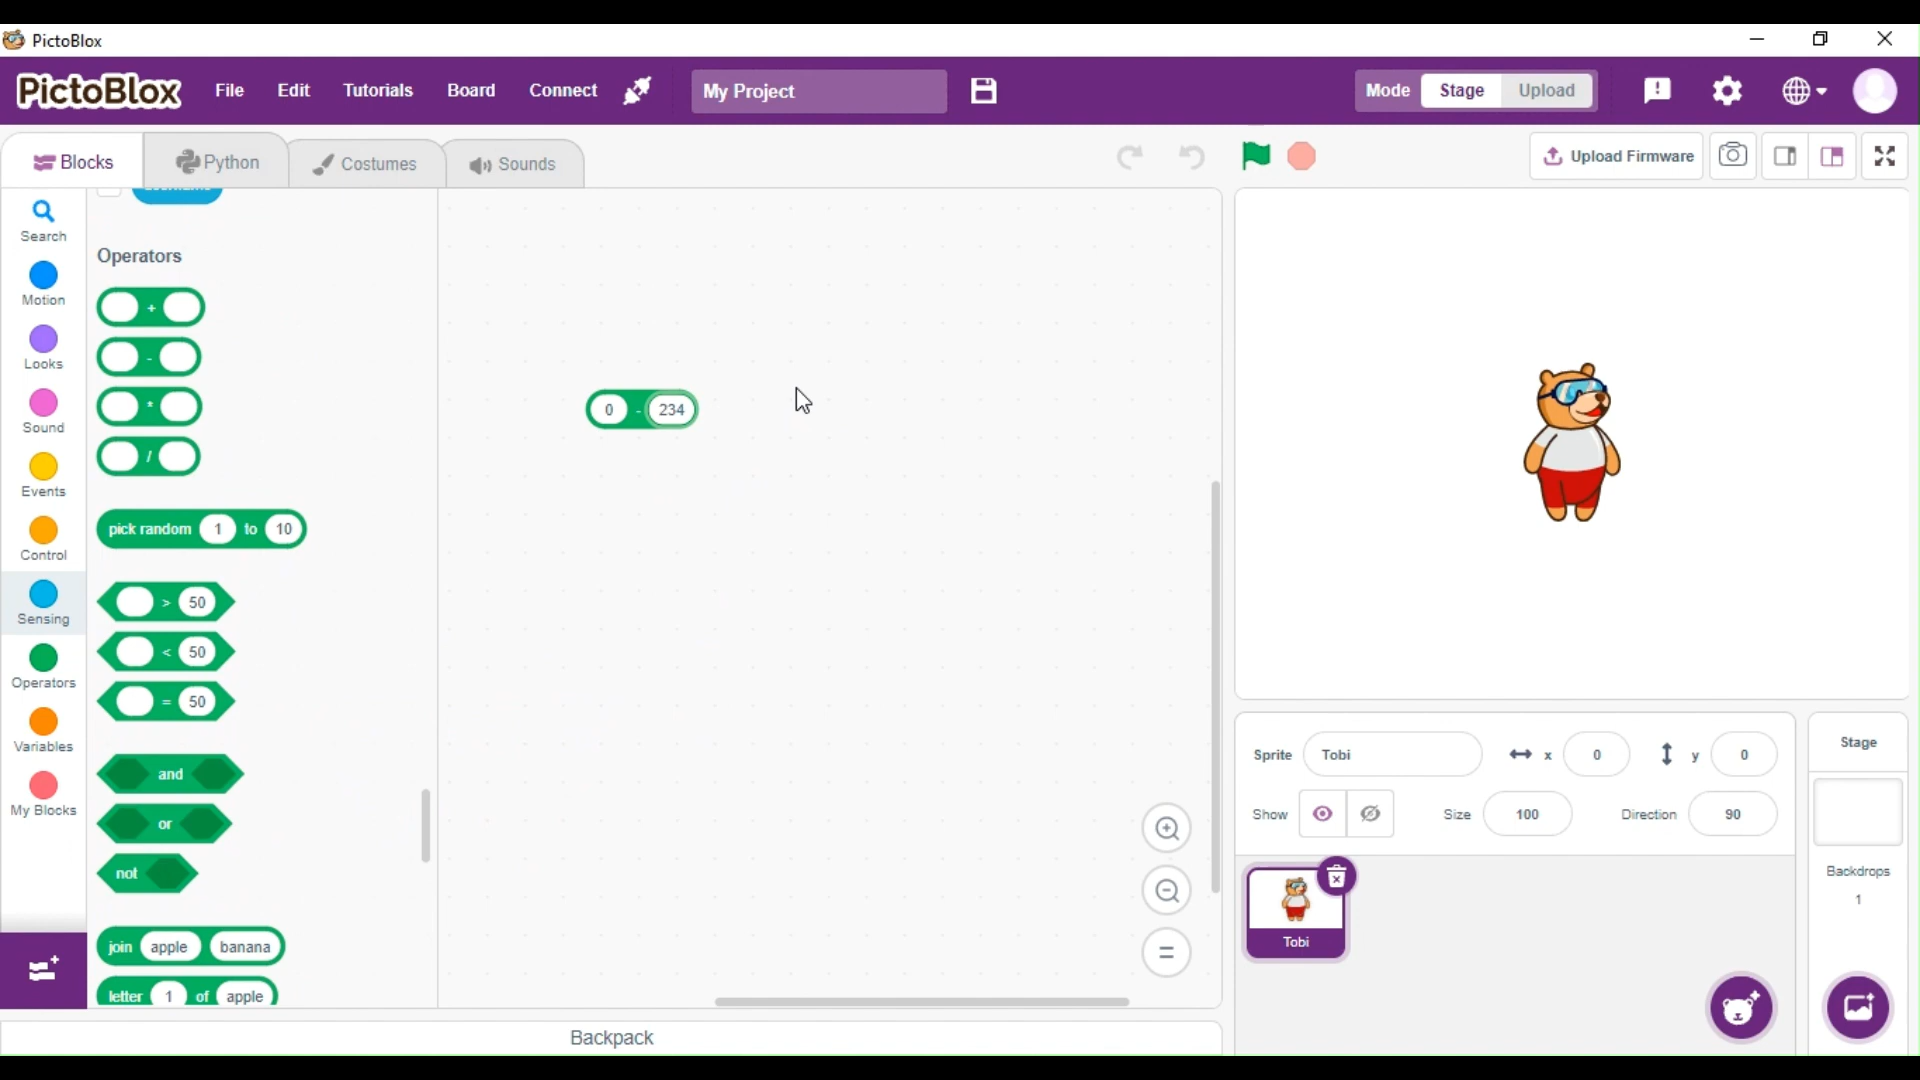 PictoBlox
PictoBlox File Edit Tutorials Board Connect My Project Mode Stage Upload
Blocks Python Costumes Sounds Upload Firmware
Search
Motion
Looks
Sound
Events
Control
Sensing
Operators
Variables
My Blocks
Operators
+
-
*
/
pick random 1 to 10
> 50
< 50
= 50
and
or
not
join apple banana
letter 1 of apple
0 - 234
Backpack
Sprite Tobi x 0 y 0
Show Size 100 Direction 90
Tobi
Stage
Backdrops
1